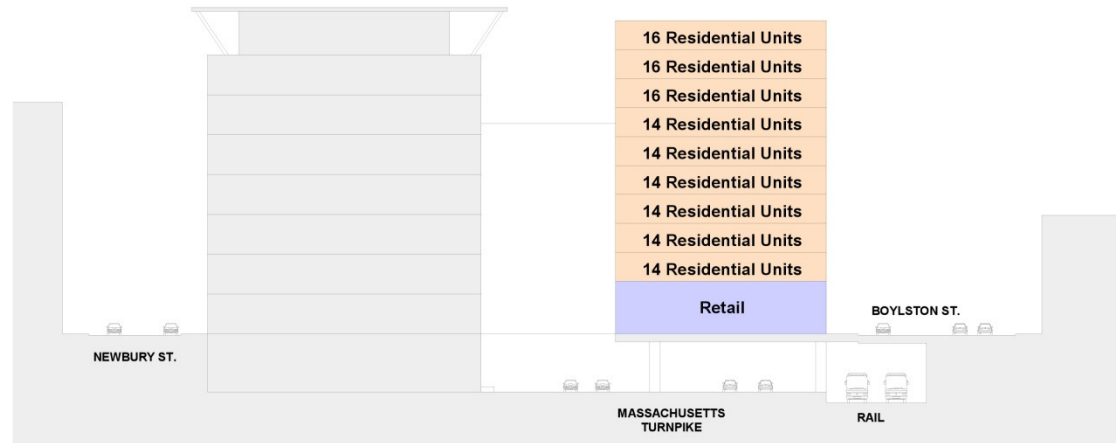 16 Residential Units
16 Residential Units
16 Residential Units
14 Residential Units
14 Residential Units
14 Residential Units
14 Residential Units
14 Residential Units
14 Residential Units
Retail
BOYLSTON ST.
NEWBURY ST.
MASSACHUSETTS
TURNPIKE
RAIL